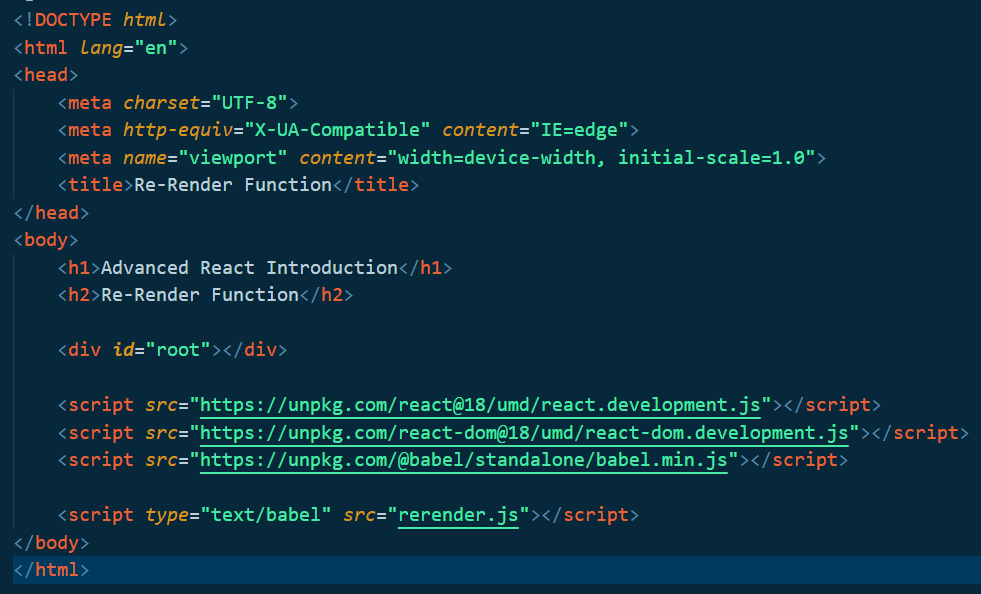 <!DOCTYPE html>
<html lang="en">
<head>
    <meta charset="UTF-8">
    <meta http-equiv="X-UA-Compatible" content="IE=edge">
    <meta name="viewport" content="width=device-width, initial-scale=1.0">
    <title>Re-Render Function</title>
</head>
<body>
    <h1>Advanced React Introduction</h1>
    <h2>Re-Render Function</h2>

    <div id="root"></div>

    <script src="https://unpkg.com/react@18/umd/react.development.js"></script>
    <script src="https://unpkg.com/react-dom@18/umd/react-dom.development.js"></script>
    <script src="https://unpkg.com/@babel/standalone/babel.min.js"></script>

    <script type="text/babel" src="rerender.js"></script>
</body>
</html>